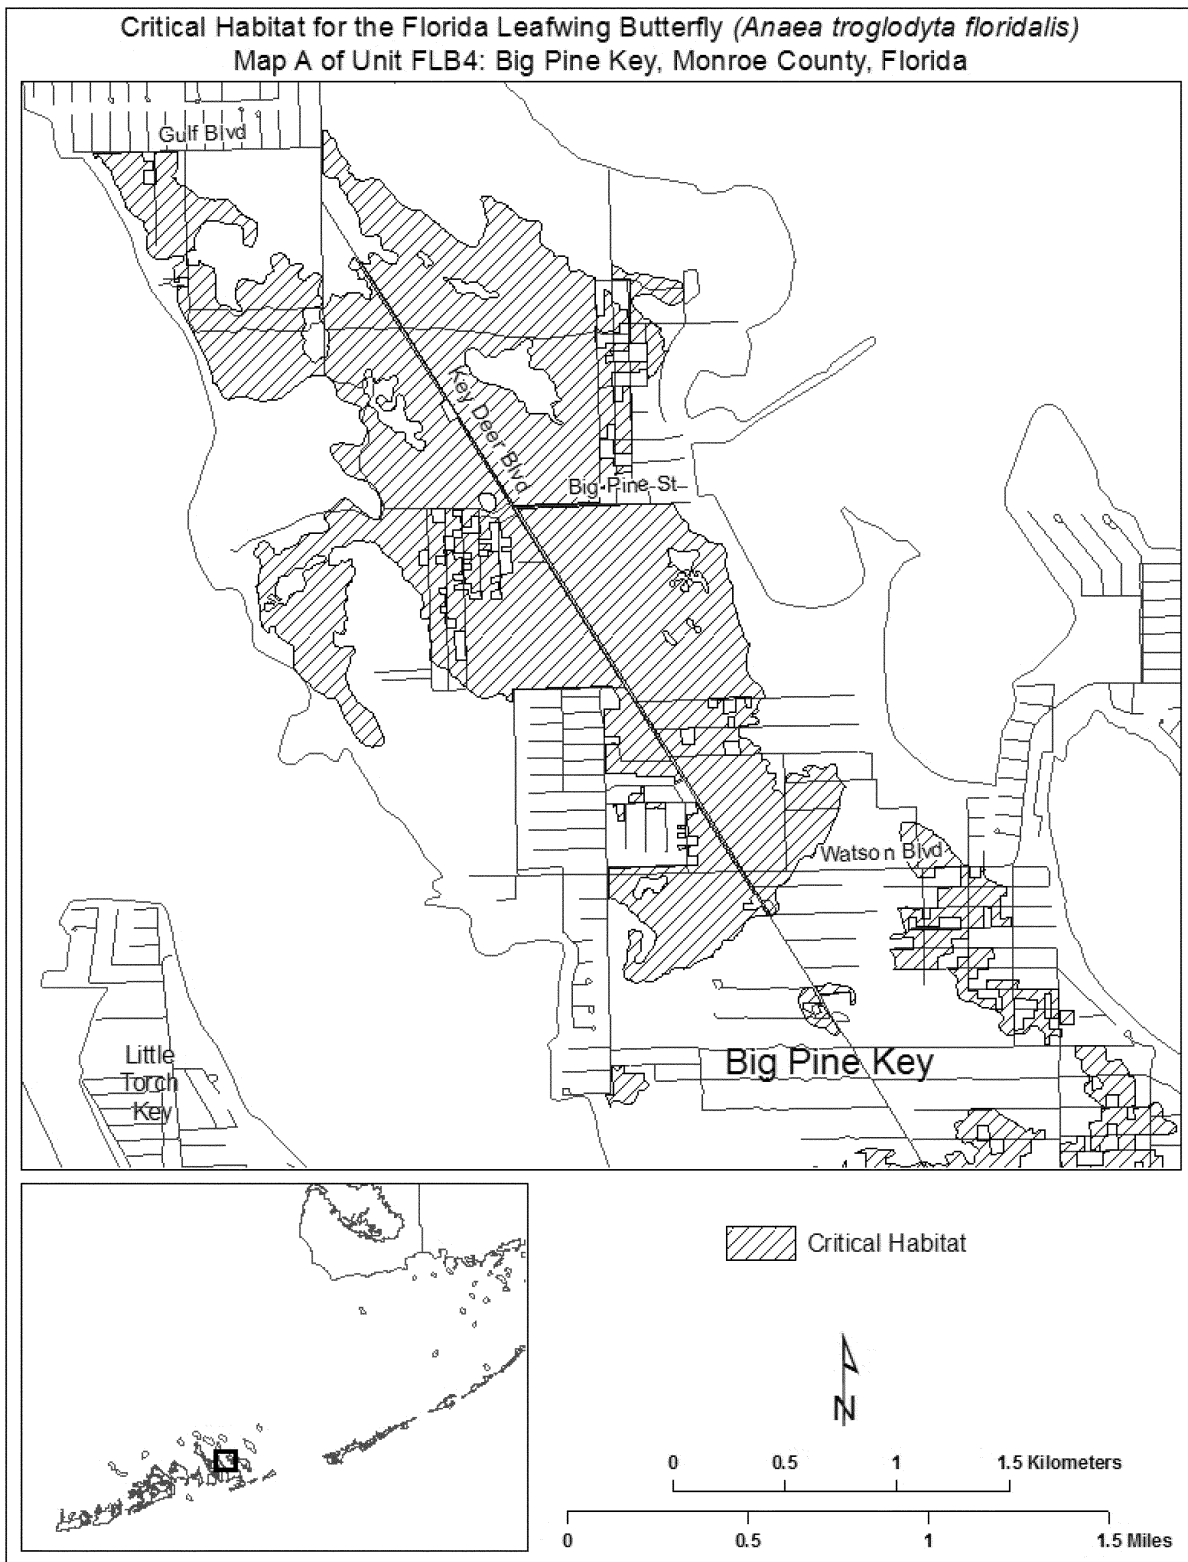 Critical Habitat for the Florida Leafwing Butterfly (Anaea troglodyta floridalis)
Map A of Unit FLB4: Big Pine Key, Monroe County, Florida
Gulf Blvd
Key Deer Blvd
Big Pine St
Watson Blvd
Big Pine Key
Little
Torch
Key
Critical Habitat
N
0 0.5 1 1.5 Kilometers
0 0.5 1 1.5 Miles